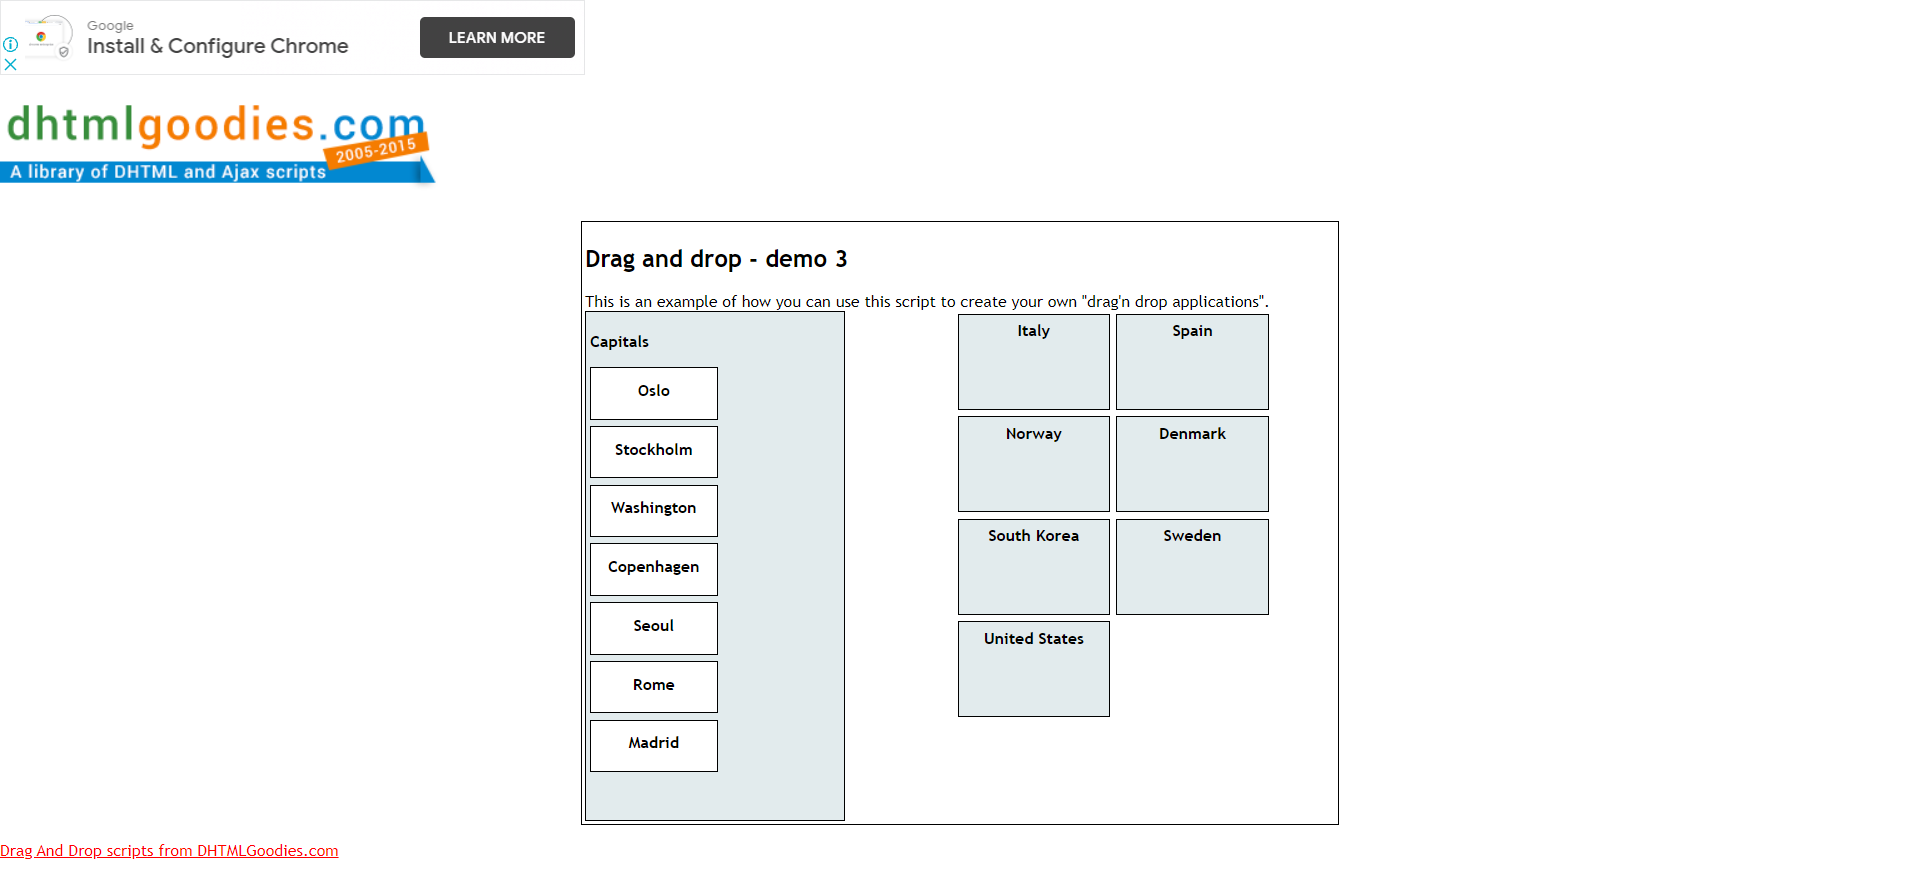 Google
Install & Configure Chrome
LEARN MORE
dhtmlgoodies.com
2005-2015
A library of DHTML and Ajax scripts
Drag and drop - demo 3
This is an example of how you can use this script to create your own "drag'n drop applications".
Capitals
Oslo
Stockholm
Washington
Copenhagen
Seoul
Rome
Madrid
Italy
Spain
Norway
Denmark
South Korea
Sweden
United States
Drag And Drop scripts from DHTMLGoodies.com